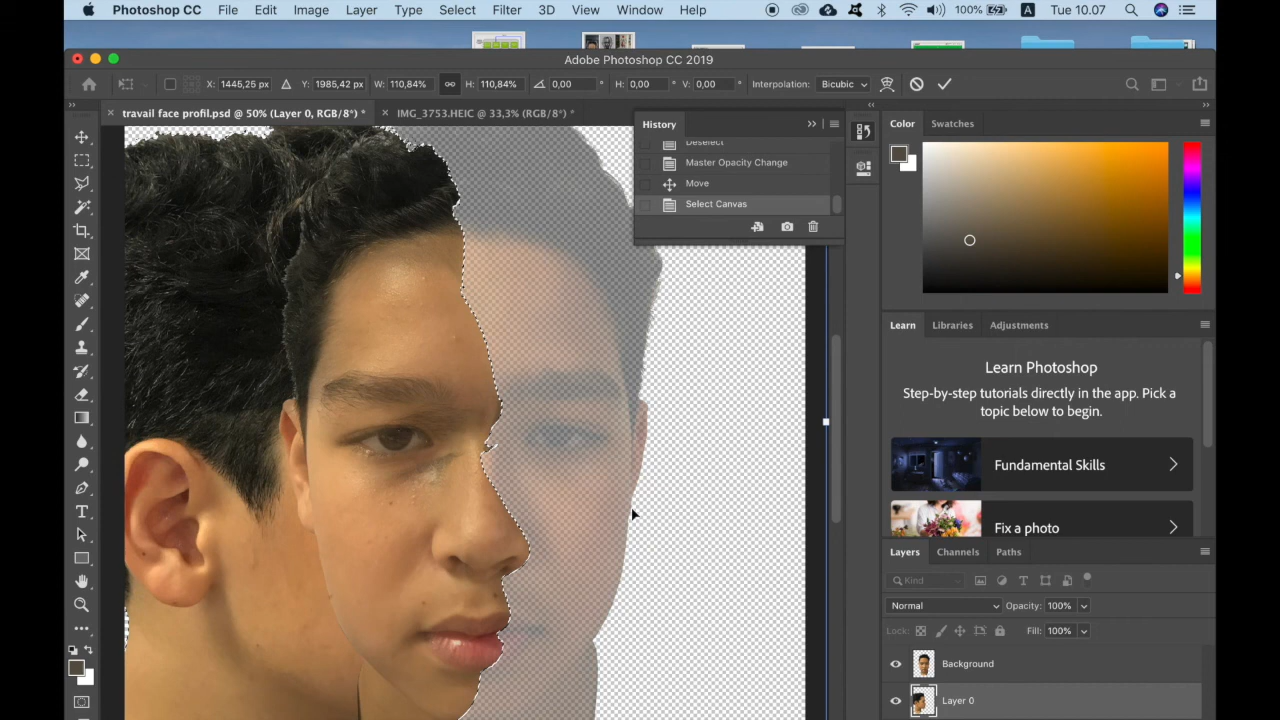 Photoshop CC File Edit Image Layer Type Select Filter 3D View Window Help 100% A Tue 10.07
Adobe Photoshop CC 2019
X: 1445,25 px Y: 1985,42 px W: 110,84% H: 110,84% 0,00 ° H: 0,00 ° V: 0,00 ° Interpolation: Bicubic
travail face profil.psd @ 50% (Layer 0, RGB/8*) * IMG_3753.HEIC @ 33,3% (RGB/8*) *
History
Deselect
Master Opacity Change
Move
Select Canvas
Color Swatches
Learn Libraries Adjustments
Learn Photoshop
Step-by-step tutorials directly in the app. Pick a
topic below to begin.
Fundamental Skills
Fix a photo
Layers Channels Paths
Kind
Normal Opacity: 100%
Lock: Fill: 100%
Background
Layer 0